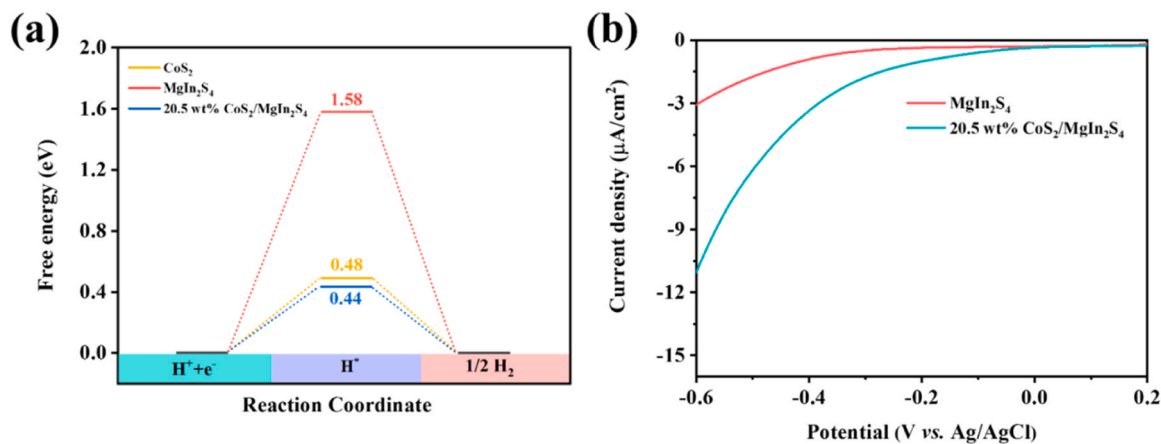 (a)
2.0
1.6
1.2
0.8
0.4
0.0
Free energy (eV)
CoS₂
MgIn₂S₄
20.5 wt% CoS₂/MgIn₂S₄
1.58
0.48
0.44
H⁺+e⁻
H*
1/2 H₂
Reaction Coordinate
(b)
0
-3
-6
-9
-12
-15
Current density (μA/cm²)
MgIn₂S₄
20.5 wt% CoS₂/MgIn₂S₄
-0.6
-0.4
-0.2
0.0
0.2
Potential (V vs. Ag/AgCl)